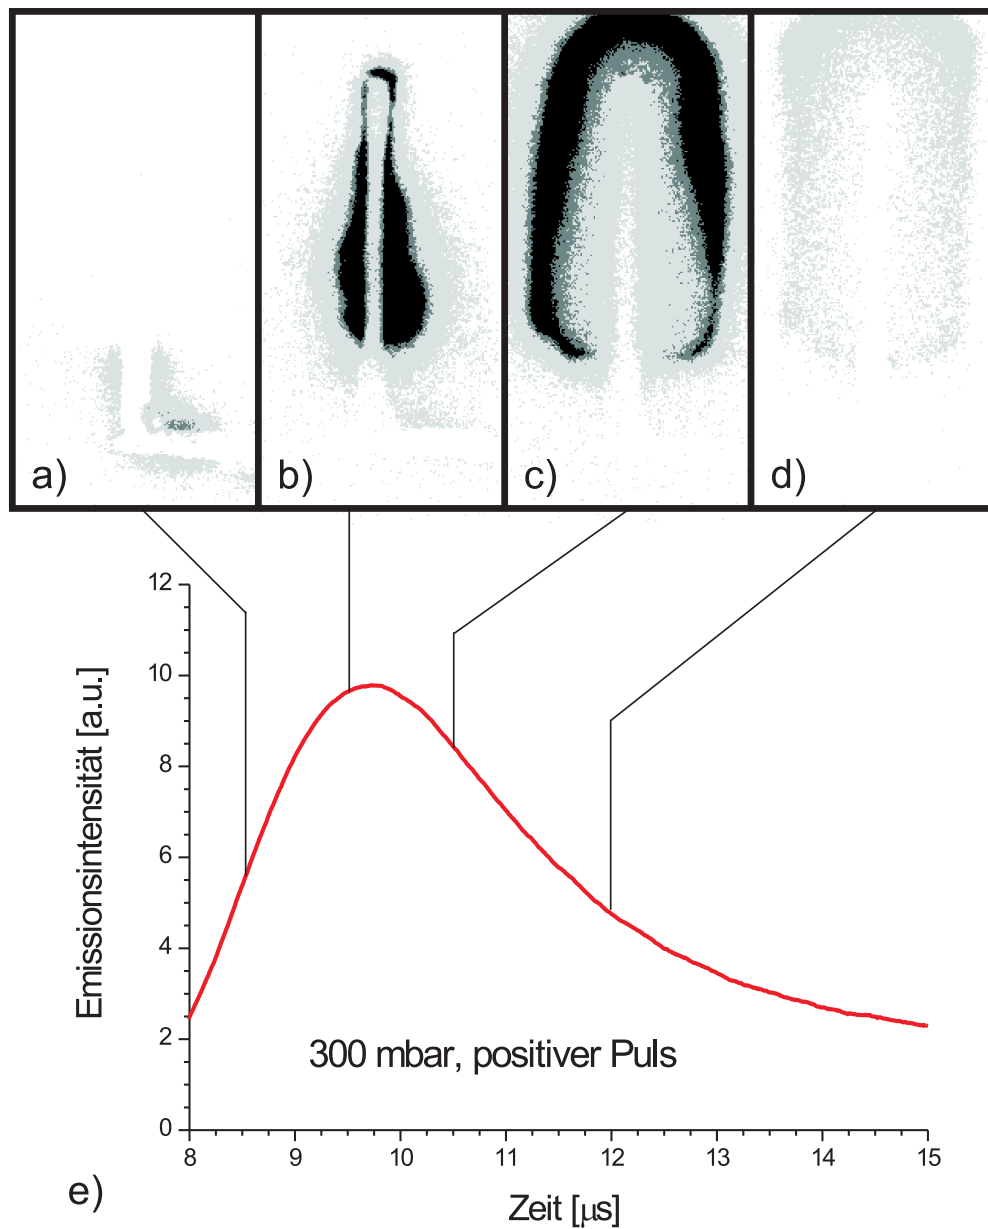 a)
b)
c)
d)
12
10
8
6
4
2
0
Emissionsintensität [a.u.]
300 mbar, positiver Puls
8 9 10 11 12 13 14 15
e)
Zeit [μs]